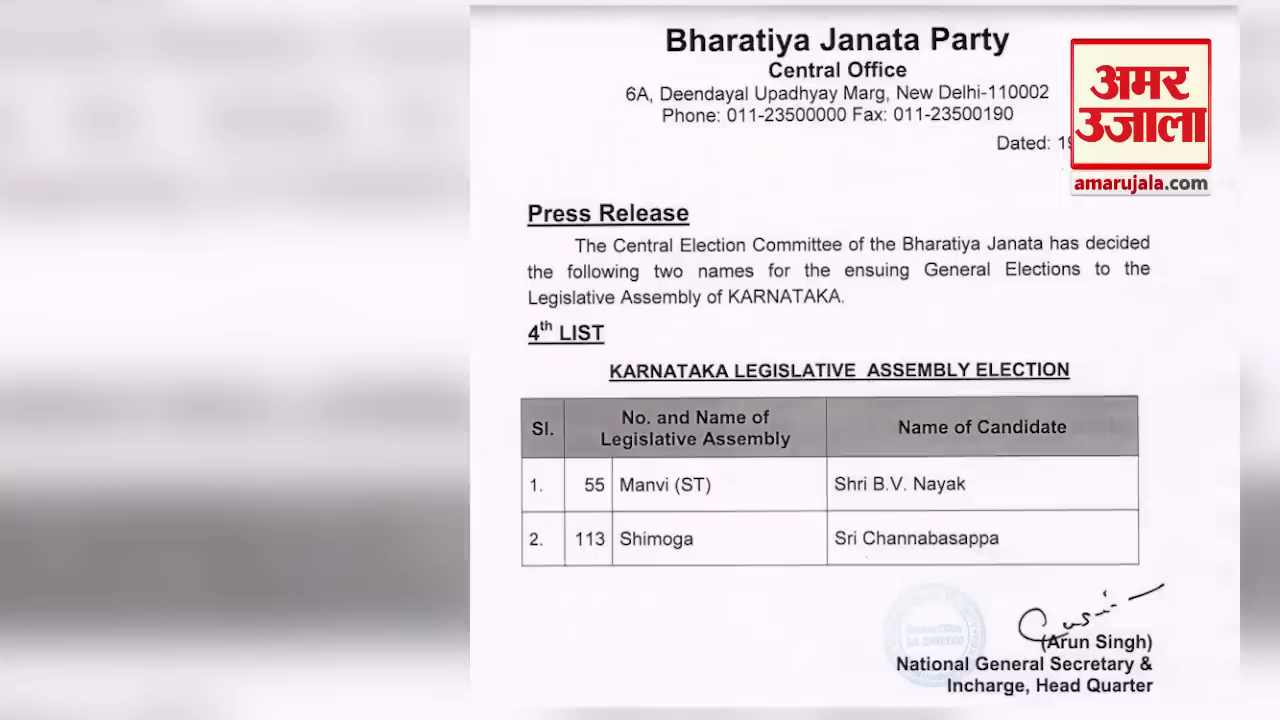 Bharatiya Janata Party
Central Office
6A, Deendayal Upadhyay Marg, New Delhi-110002
Phone: 011-23500000 Fax: 011-23500190
Dated: 19
अमर
उजाला
amarujala.com
Press Release
The Central Election Committee of the Bharatiya Janata has decided
the following two names for the ensuing General Elections to the
Legislative Assembly of KARNATAKA.
4th LIST
KARNATAKA LEGISLATIVE ASSEMBLY ELECTION
Sl. No. and Name of Legislative Assembly Name of Candidate
1. 55 Manvi (ST) Shri B.V. Nayak
2. 113 Shimoga Sri Channabasappa
(Arun Singh)
National General Secretary &
Incharge, Head Quarter